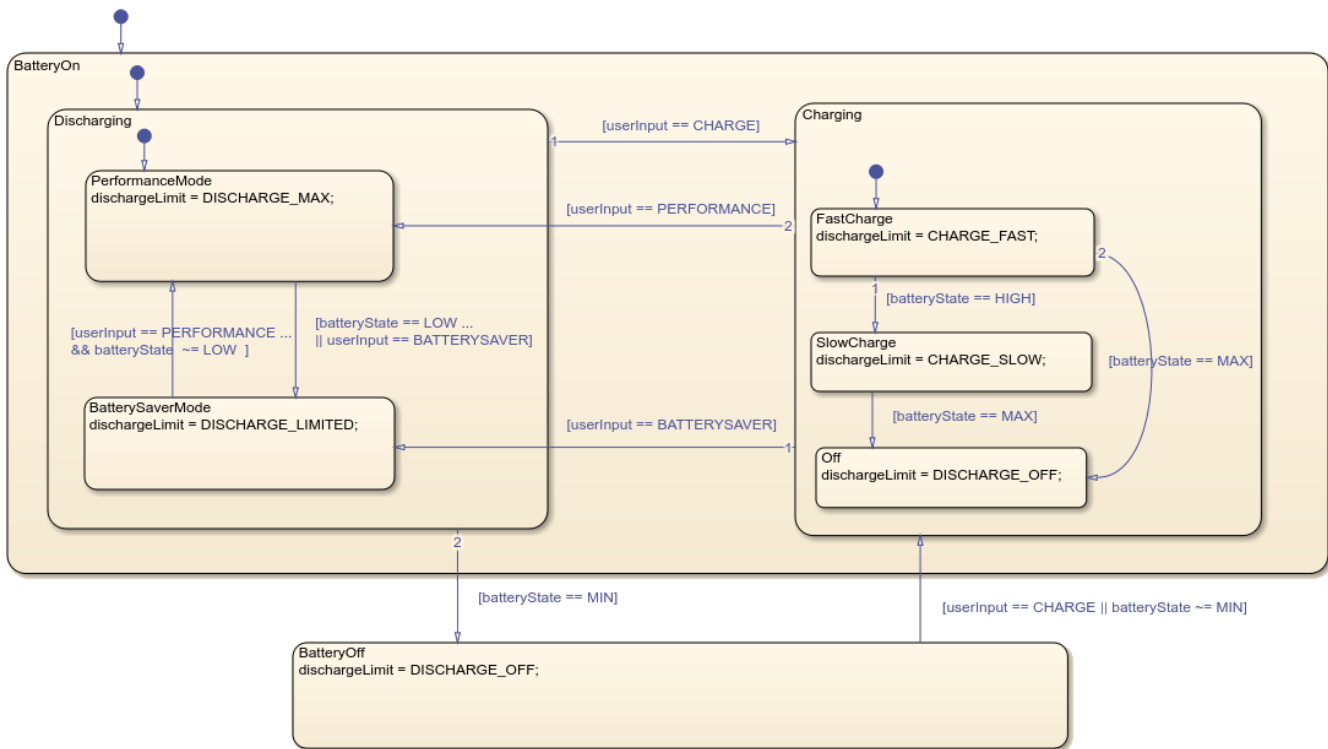 BatteryOn
Discharging
[userInput == CHARGE]
1
Charging
PerformanceMode
dischargeLimit = DISCHARGE_MAX;
[userInput == PERFORMANCE]
2
FastCharge
dischargeLimit = CHARGE_FAST;
2
1
[batteryState == HIGH]
[userInput == PERFORMANCE ...
&& batteryState ~= LOW ]
[batteryState == LOW ...
|| userInput == BATTERYSAVER]
SlowCharge
dischargeLimit = CHARGE_SLOW;
[batteryState == MAX]
[batteryState == MAX]
BatterySaverMode
dischargeLimit = DISCHARGE_LIMITED;
[userInput == BATTERYSAVER]
1
Off
dischargeLimit = DISCHARGE_OFF;
2
[batteryState == MIN]
[userInput == CHARGE || batteryState ~= MIN]
BatteryOff
dischargeLimit = DISCHARGE_OFF;